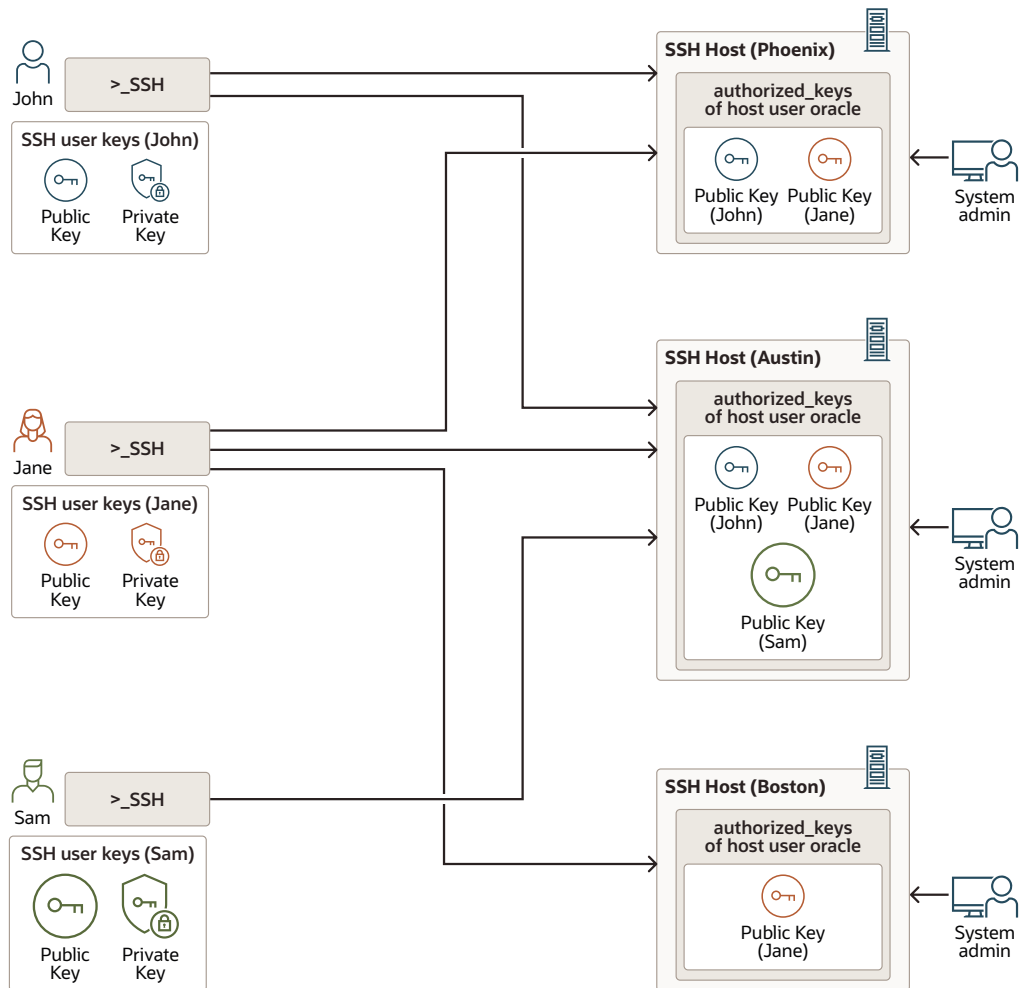 John
>_SSH
SSH user keys (John)
Public
Key
Private
Key
SSH Host (Phoenix)
authorized_keys
of host user oracle
Public Key
(John)
Public Key
(Jane)
System
admin
Jane
>_SSH
SSH user keys (Jane)
Public
Key
Private
Key
SSH Host (Austin)
authorized_keys
of host user oracle
Public Key
(John)
Public Key
(Jane)
Public Key
(Sam)
System
admin
Sam
>_SSH
SSH user keys (Sam)
Public
Key
Private
Key
SSH Host (Boston)
authorized_keys
of host user oracle
Public Key
(Jane)
System
admin